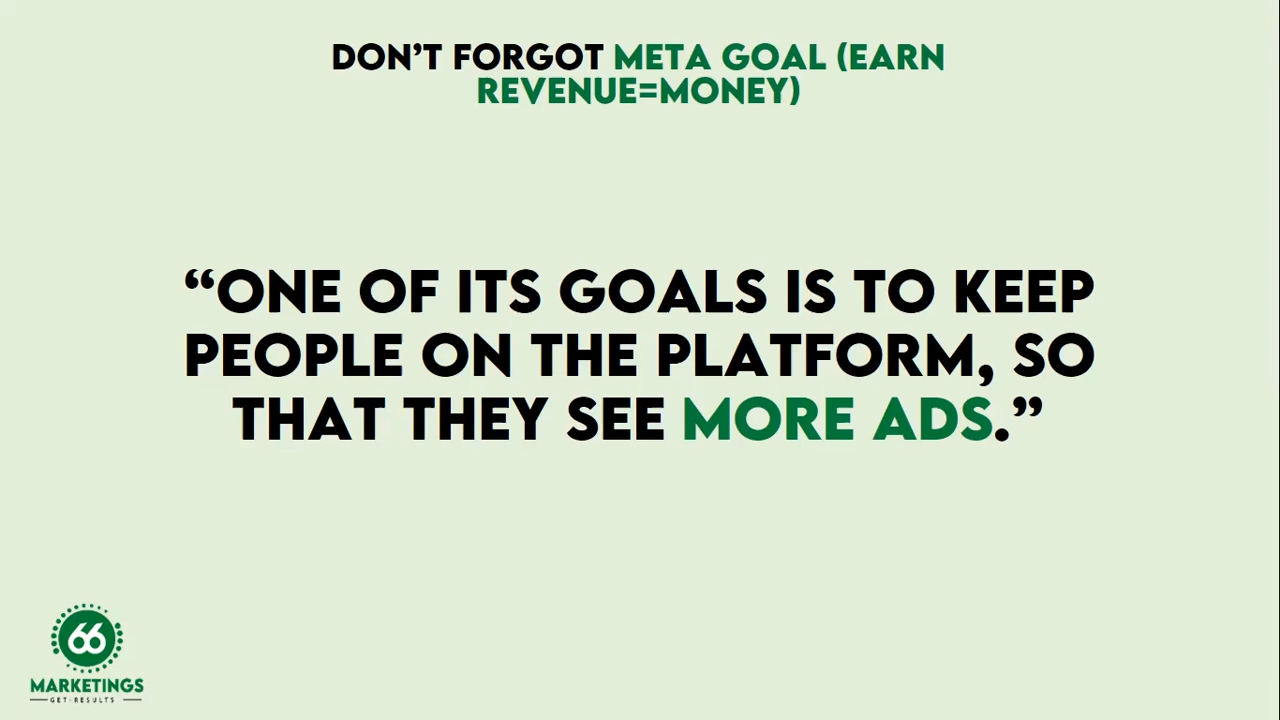 DON’T FORGOT META GOAL (EARN
REVENUE=MONEY)
“ONE OF ITS GOALS IS TO KEEP
PEOPLE ON THE PLATFORM, SO
THAT THEY SEE MORE ADS.”
66
MARKETINGS
GET-RESULTS